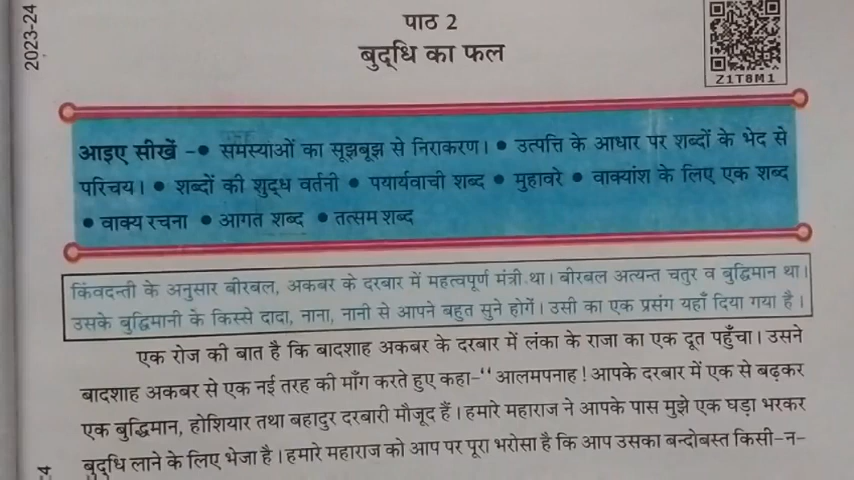 2023-24
पाठ 2
बुद्धि का फल
Z1T8M1
आइए सीखें -• समस्याओं का सूझबूझ से निराकरण। • उत्पत्ति के आधार पर शब्दों के भेद से
परिचय। • शब्दों की शुद्ध वर्तनी • पयार्यवाची शब्द • मुहावरे • वाक्यांश के लिए एक शब्द
• वाक्य रचना • आगत शब्द • तत्सम शब्द
किंवदन्ती के अनुसार बीरबल, अकबर के दरबार में महत्वपूर्ण मंत्री था। बीरबल अत्यन्त चतुर व बुद्धिमान था।
उसके बुद्धिमानी के किस्से दादा, नाना, नानी से आपने बहुत सुने होगें। उसी का एक प्रसंग यहाँ दिया गया है।
एक रोज की बात है कि बादशाह अकबर के दरबार में लंका के राजा का एक दूत पहुँचा। उसने
बादशाह अकबर से एक नई तरह की माँग करते हुए कहा-“आलमपनाह! आपके दरबार में एक से बढ़कर
एक बुद्धिमान, होशियार तथा बहादुर दरबारी मौजूद हैं। हमारे महाराज ने आपके पास मुझे एक घड़ा भरकर
बुद्धि लाने के लिए भेजा है। हमारे महाराज को आप पर पूरा भरोसा है कि आप उसका बन्दोबस्त किसी-न-